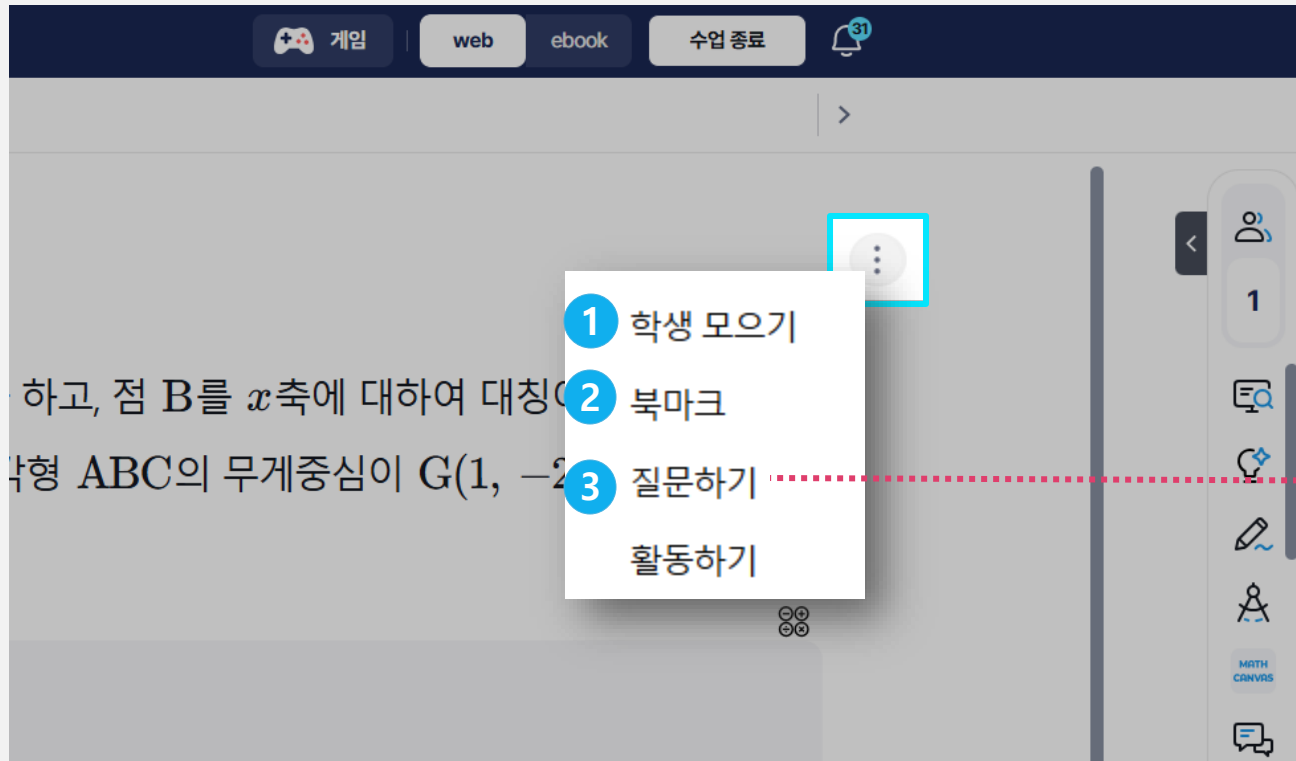 게임
web
ebook
수업 종료
31
1
1 학생 모으기
하고, 점 B를 x축에 대하여 대칭
2 북마크
형 ABC의 무게중심이 G(1, −2
3 질문하기
활동하기
MATH
CANVAS